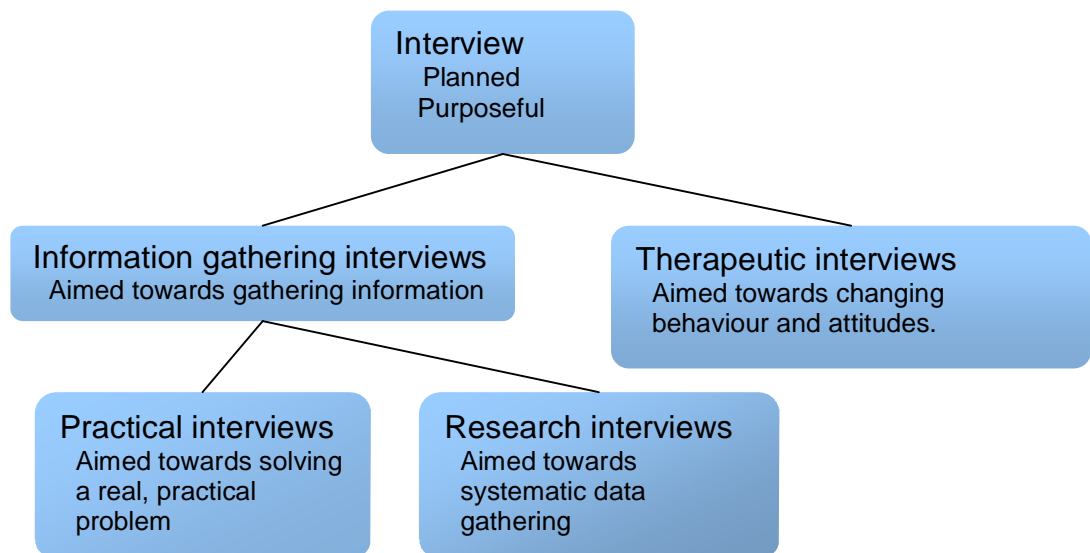 Interview
Planned
Purposeful
Information gathering interviews
Aimed towards gathering information
Therapeutic interviews
Aimed towards changing
behaviour and attitudes.
Practical interviews
Aimed towards solving
a real, practical
problem
Research interviews
Aimed towards
systematic data
gathering